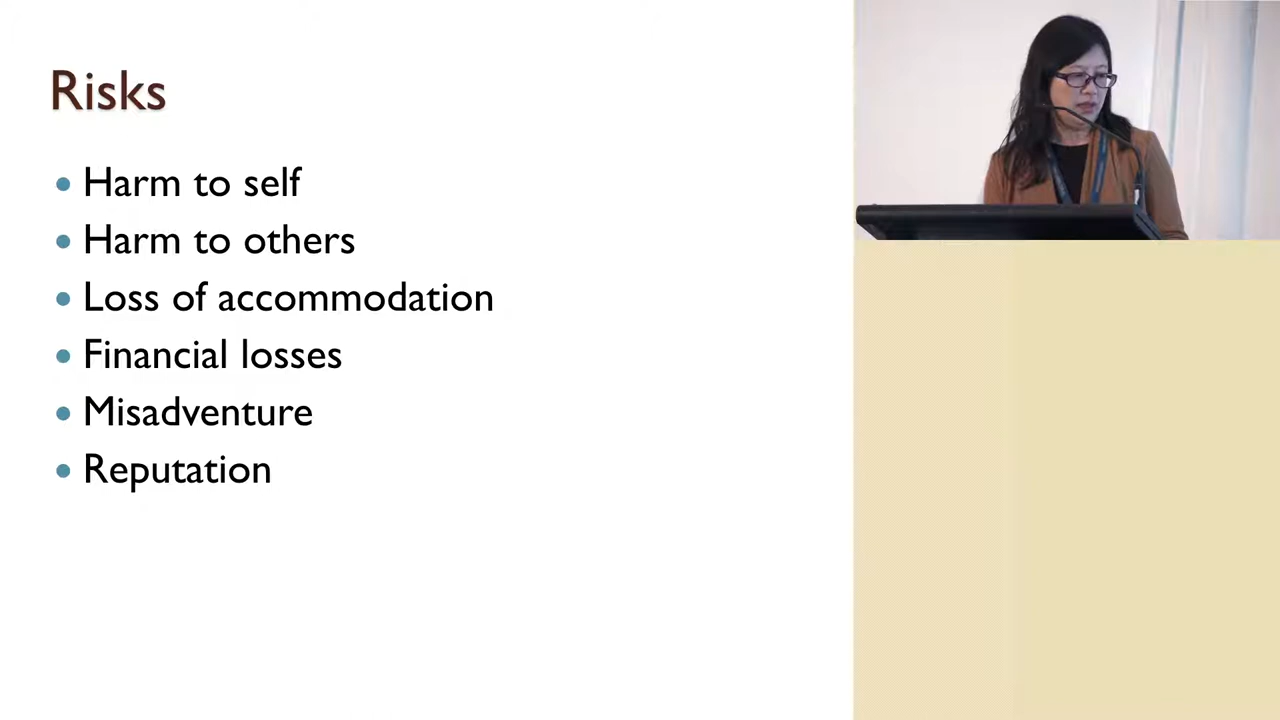 Risks
Harm to self
Harm to others
Loss of accommodation
Financial losses
Misadventure
Reputation